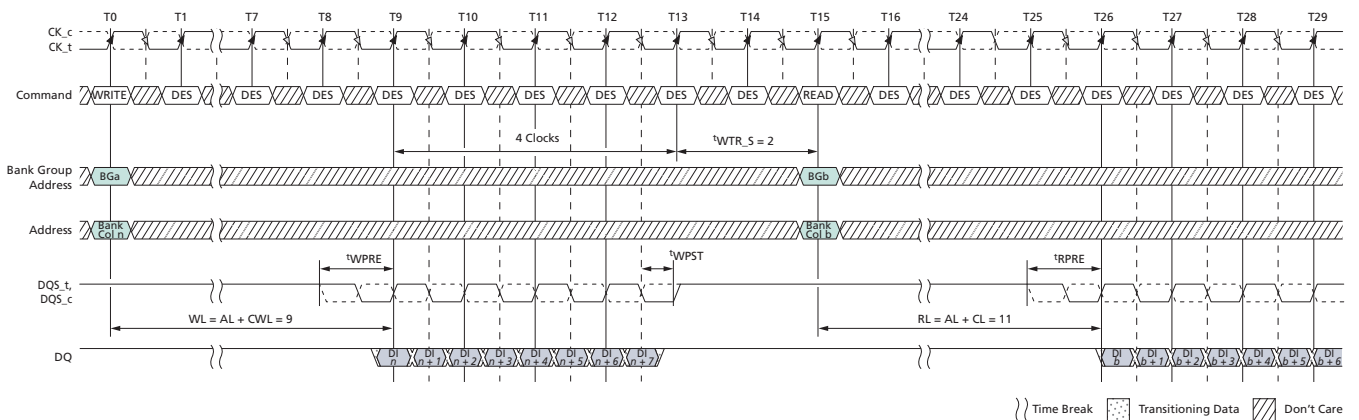 T0 T1 T7 T8 T9 T10 T11 T12 T13 T14 T15 T16 T24 T25 T26 T27 T28 T29
CK_c
CK_t
Command WRITE DES DES DES DES DES DES DES DES DES READ DES DES DES DES DES DES DES
4 Clocks tWTR_S = 2
Bank Group
Address
BGa BGb
Address
Bank
Col n
Bank
Col b
tWPRE tWPST tRPRE
DQS_t,
DQS_c
WL = AL + CWL = 9 RL = AL + CL = 11
DQ
DI DI DI DI DI DI DI DI DI DI DI DI DI DI DI
n n + 1 n + 2 n + 3 n + 4 n + 5 n + 6 n + 7 b b + 1 b + 2 b + 3 b + 4 b + 5 b + 6
Time Break Transitioning Data Don't Care